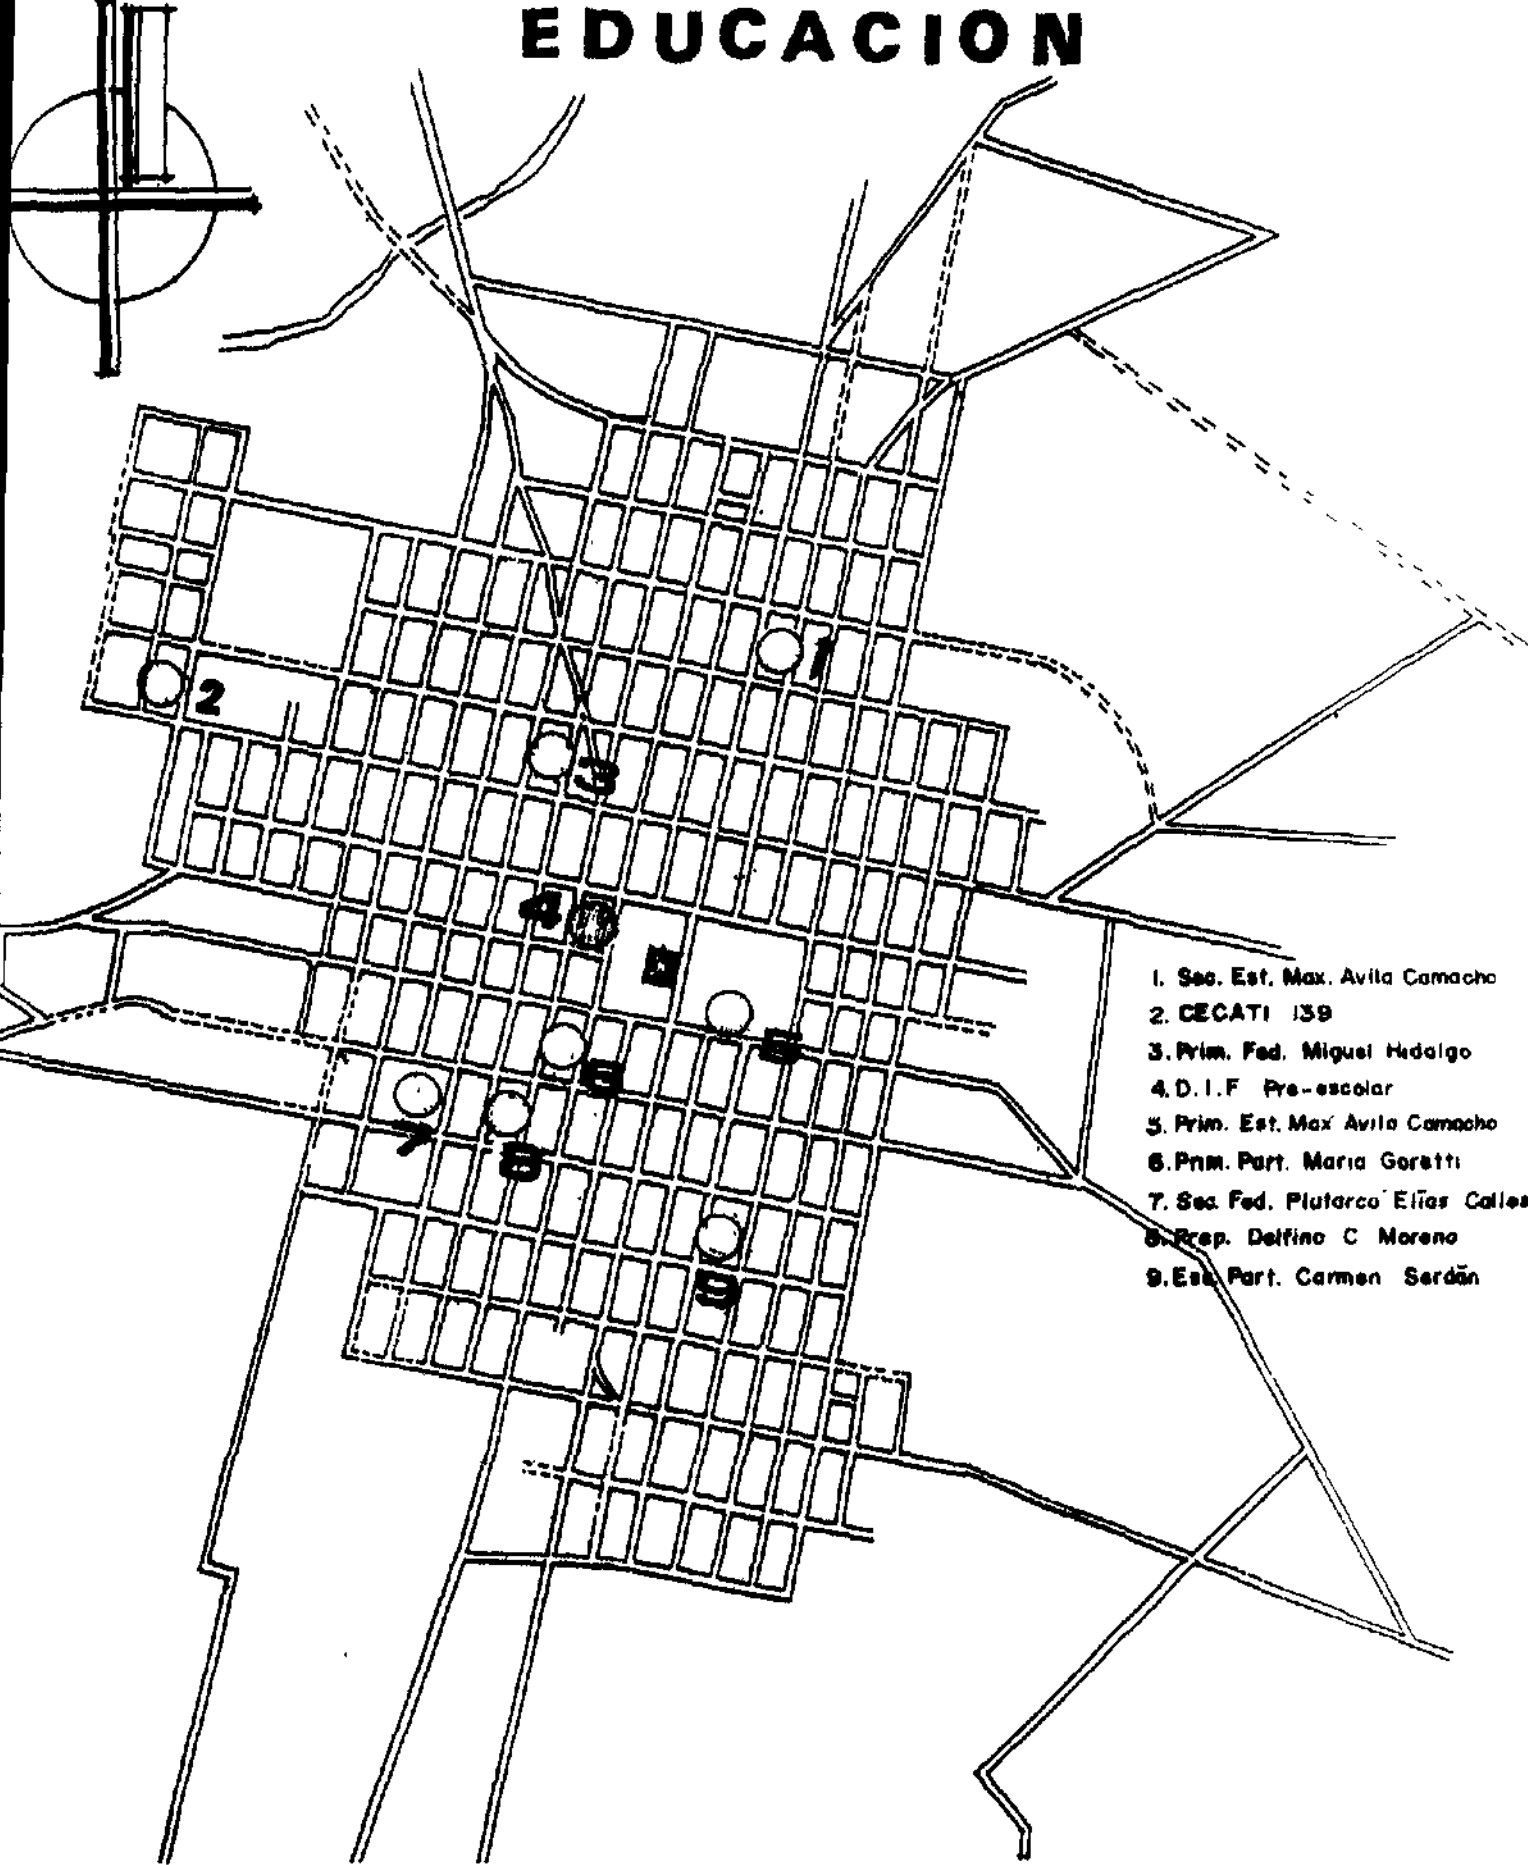 EDUCACION
1
2
3
4
5
6
7
8
9
1. Sec. Est. Max. Avila Camacho
2. CECATI 139
3. Prim. Fed. Miguel Hidalgo
4. D.I.F Pre-escolar
5. Prim. Est. Max Avila Camacho
6. Prim. Part. Maria Goretti
7. Sec. Fed. Plutarco Elías Calles
8. Prep. Delfino C Moreno
9. Esc. Part. Carmen Serdán